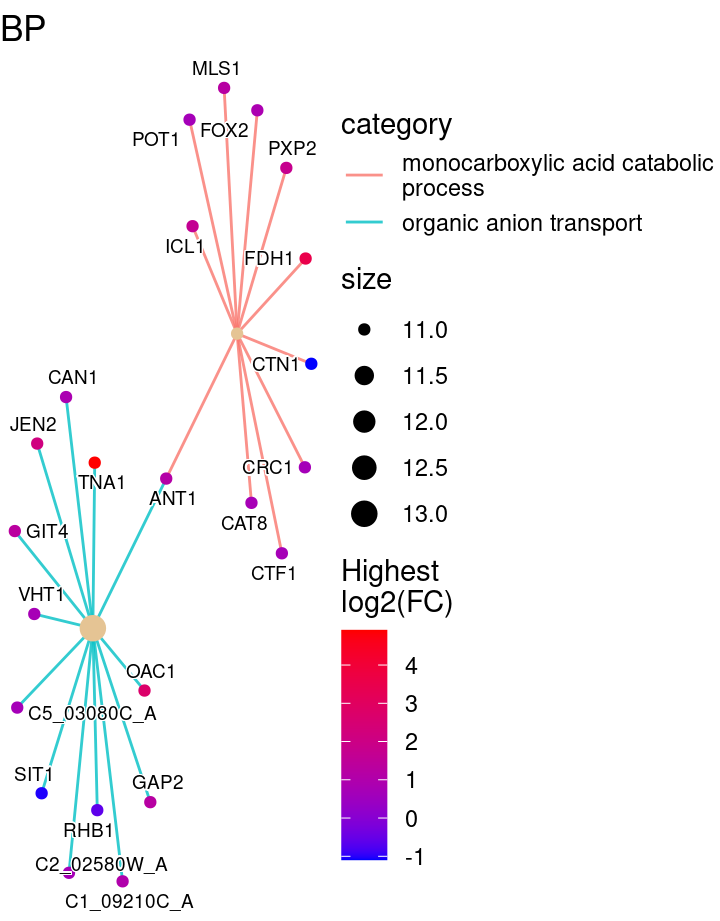 BP
MLS1
POT1
FOX2
PXP2
ICL1
FDH1
CTN1
CAN1
JEN2
TNA1
CRC1
ANT1
CAT8
GIT4
CTF1
VHT1
OAC1
C5_03080C_A
SIT1
GAP2
RHB1
C2_02580W_A
C1_09210C_A
category
monocarboxylic acid catabolic
process
organic anion transport
size
11.0
11.5
12.0
12.5
13.0
Highest
log2(FC)
4
3
2
1
0
-1